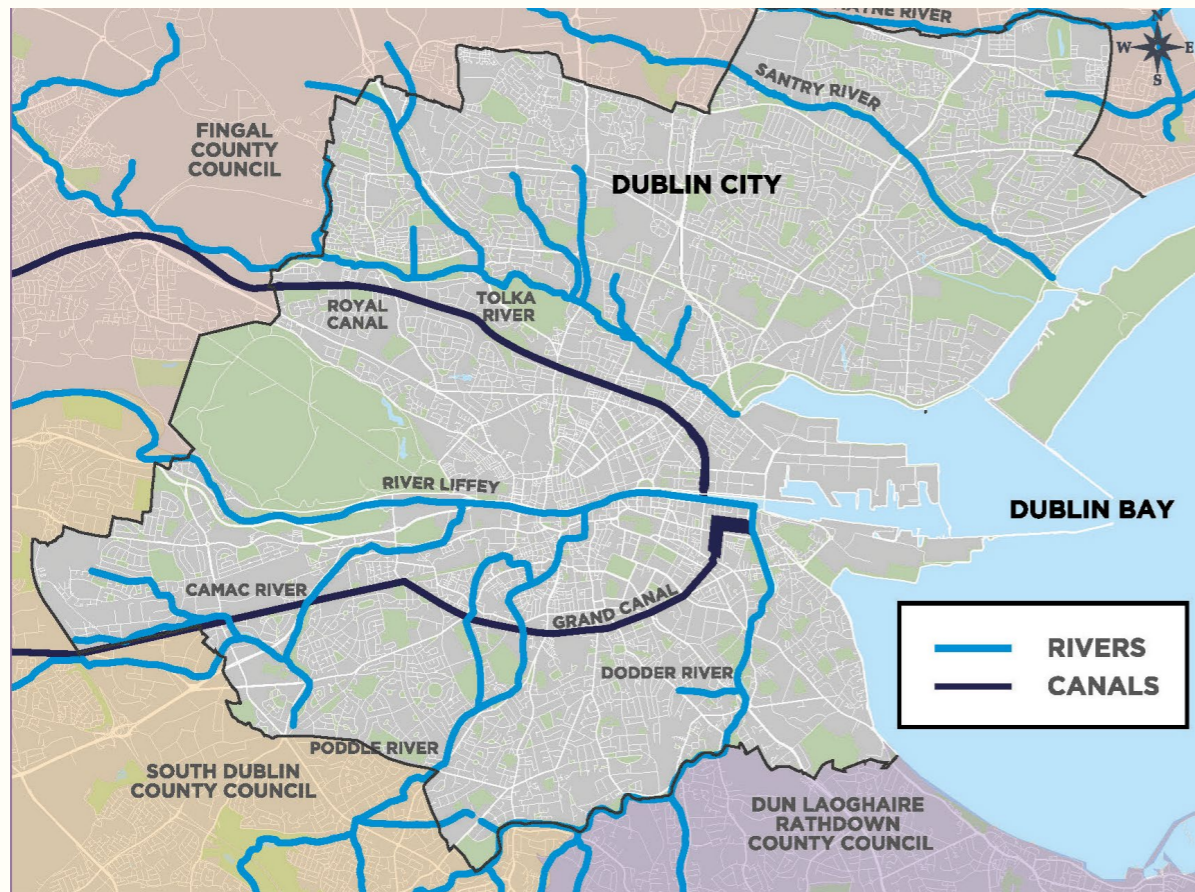 RIVER
N
W E
S
SANTRY RIVER
FINGAL
COUNTY
COUNCIL
DUBLIN CITY
ROYAL
CANAL
TOLKA
RIVER
RIVER LIFFEY
DUBLIN BAY
CAMAC RIVER
GRAND CANAL
RIVERS
CANALS
DODDER RIVER
PODDLE RIVER
SOUTH DUBLIN
COUNTY COUNCIL
DUN LAOGHAIRE
RATHDOWN
COUNTY COUNCIL